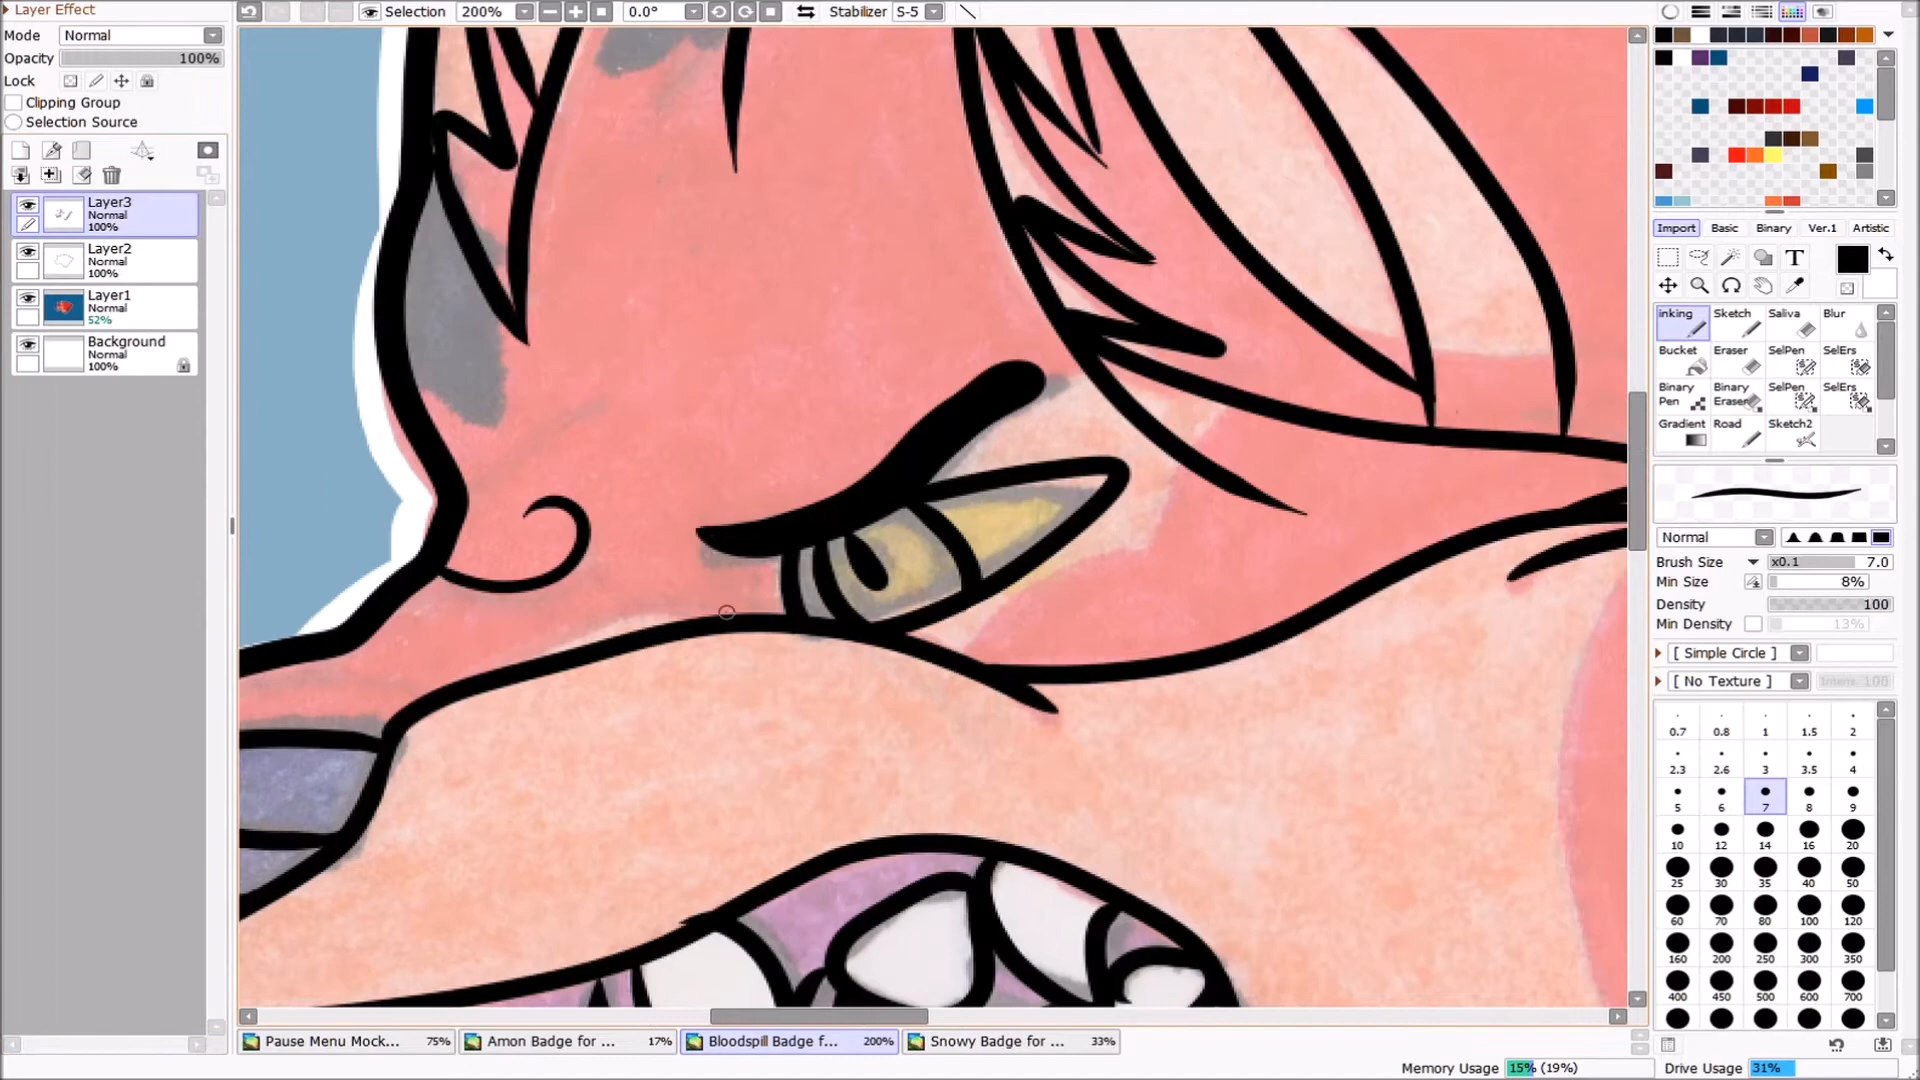 Layer Effect
Selection 200% 0.0° Stabilizer S-5
Mode Normal
Opacity 100%
Lock
Clipping Group
Selection Source
Layer3
Normal
100%
Layer2
Normal
100%
Layer1
Normal
52%
Background
Normal
100%
Import Basic Binary Ver.1 Artistic
T
inking Sketch Saliva Blur
Bucket Eraser SelPen SelErs
Binary Pen Binary Eraser SelPen SelErs
Gradient Road Sketch2
Normal
Brush Size x0.1 7.0
Min Size 8%
Density 100
Min Density 13%
[ Simple Circle ]
[ No Texture ] Intens. 100
0.7 0.8 1 1.5 2
2.3 2.6 3 3.5 4
5 6 7 8 9
10 12 14 16 20
25 30 35 40 50
60 70 80 100 120
160 200 250 300 350
400 450 500 600 700
Pause Menu Mock... 75% Amon Badge for ... 17% Bloodspill Badge f... 200% Snowy Badge for ... 33%
Memory Usage 15% (19%) Drive Usage 31%